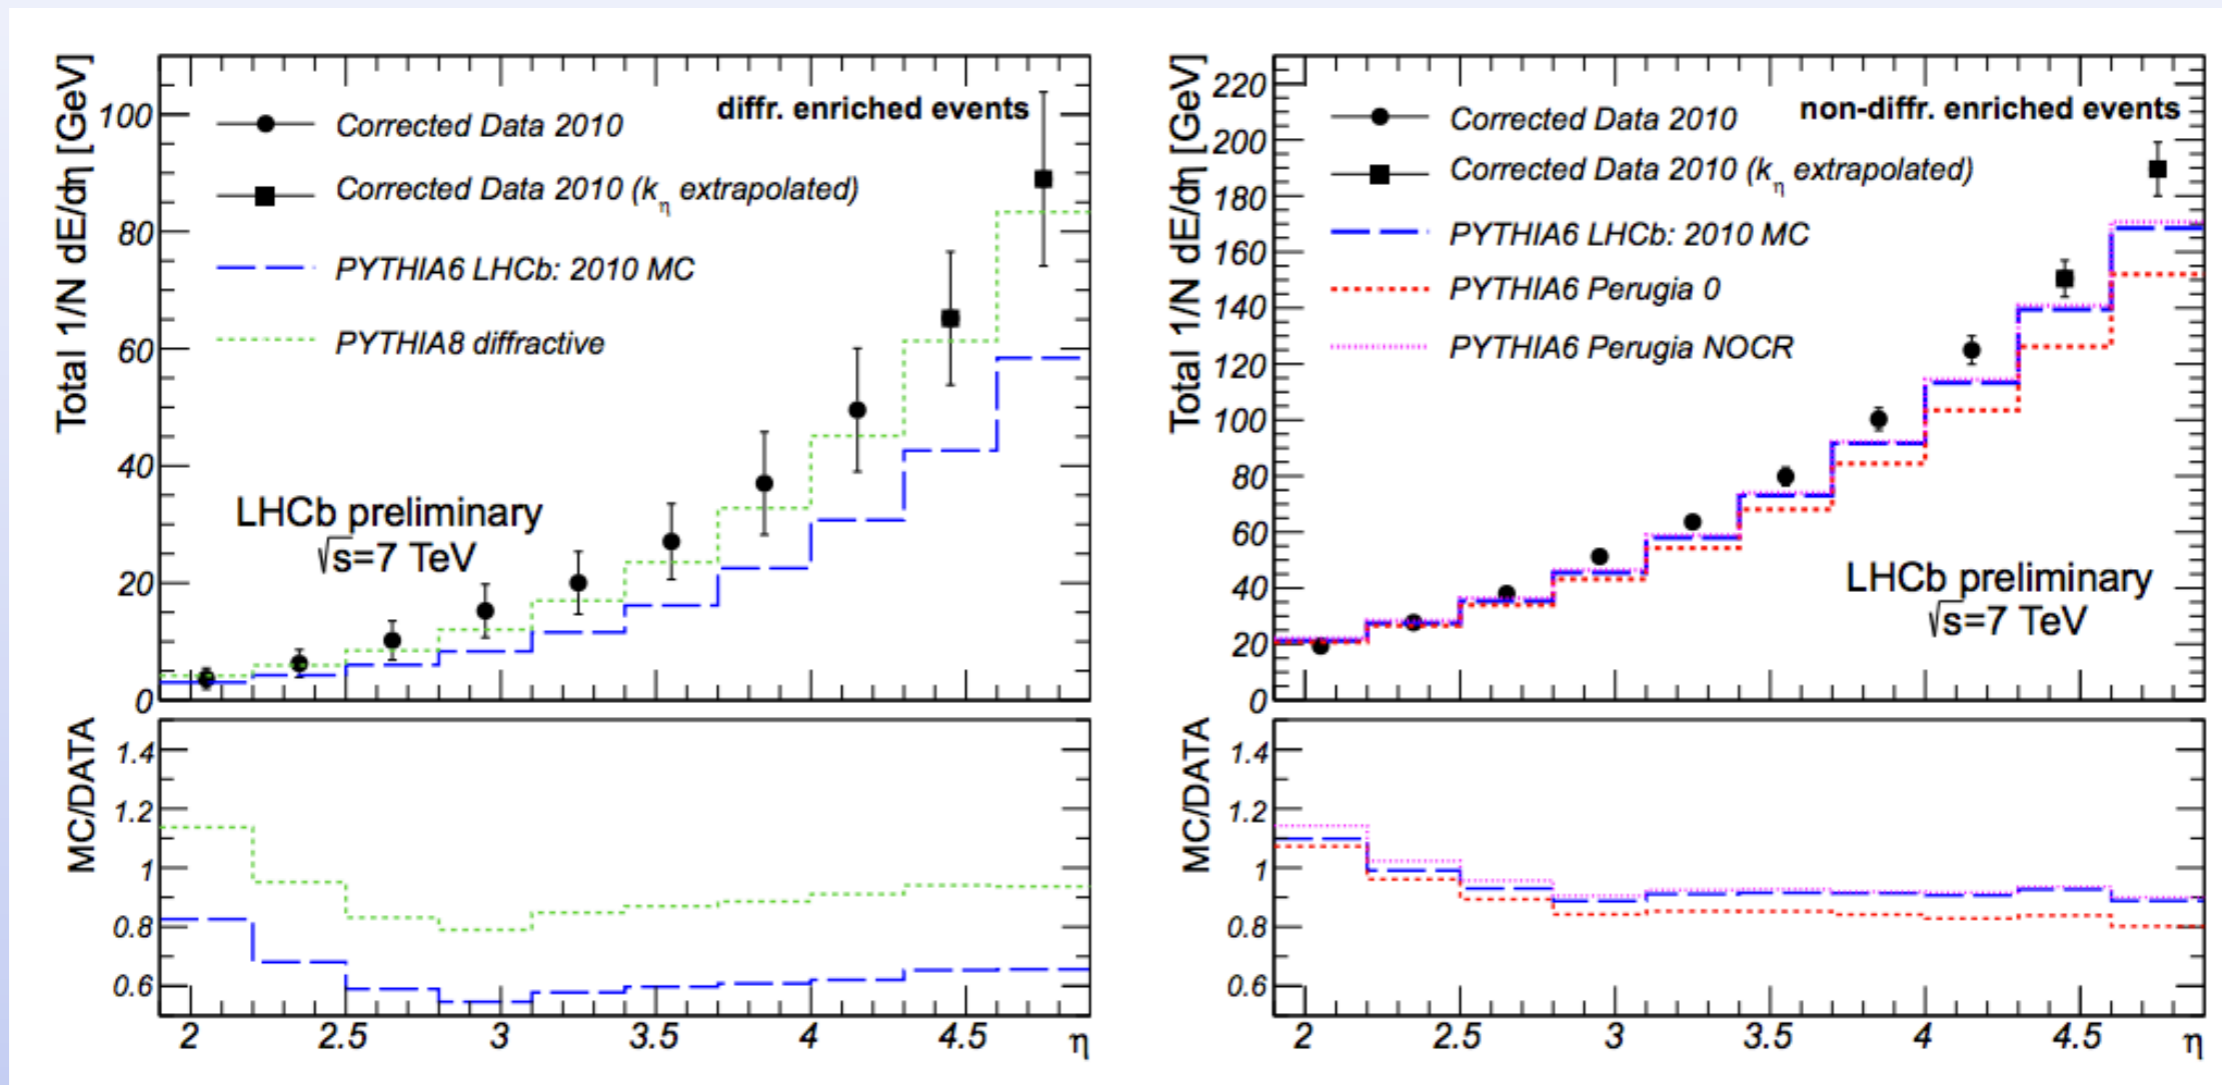 Total 1/N dE/dη [GeV]
100
80
60
40
20
0
diffr. enriched events
Corrected Data 2010
Corrected Data 2010 (kη extrapolated)
PYTHIA6 LHCb: 2010 MC
PYTHIA8 diffractive
LHCb preliminary
√s=7 TeV
MC/DATA
1.4
1.2
1
0.8
0.6
2 2.5 3 3.5 4 4.5 η
Total 1/N dE/dη [GeV]
220
200
180
160
140
120
100
80
60
40
20
0
non-diffr. enriched events
Corrected Data 2010
Corrected Data 2010 (kη extrapolated)
PYTHIA6 LHCb: 2010 MC
PYTHIA6 Perugia 0
PYTHIA6 Perugia NOCR
LHCb preliminary
√s=7 TeV
MC/DATA
1.4
1.2
1
0.8
0.6
2 2.5 3 3.5 4 4.5 η